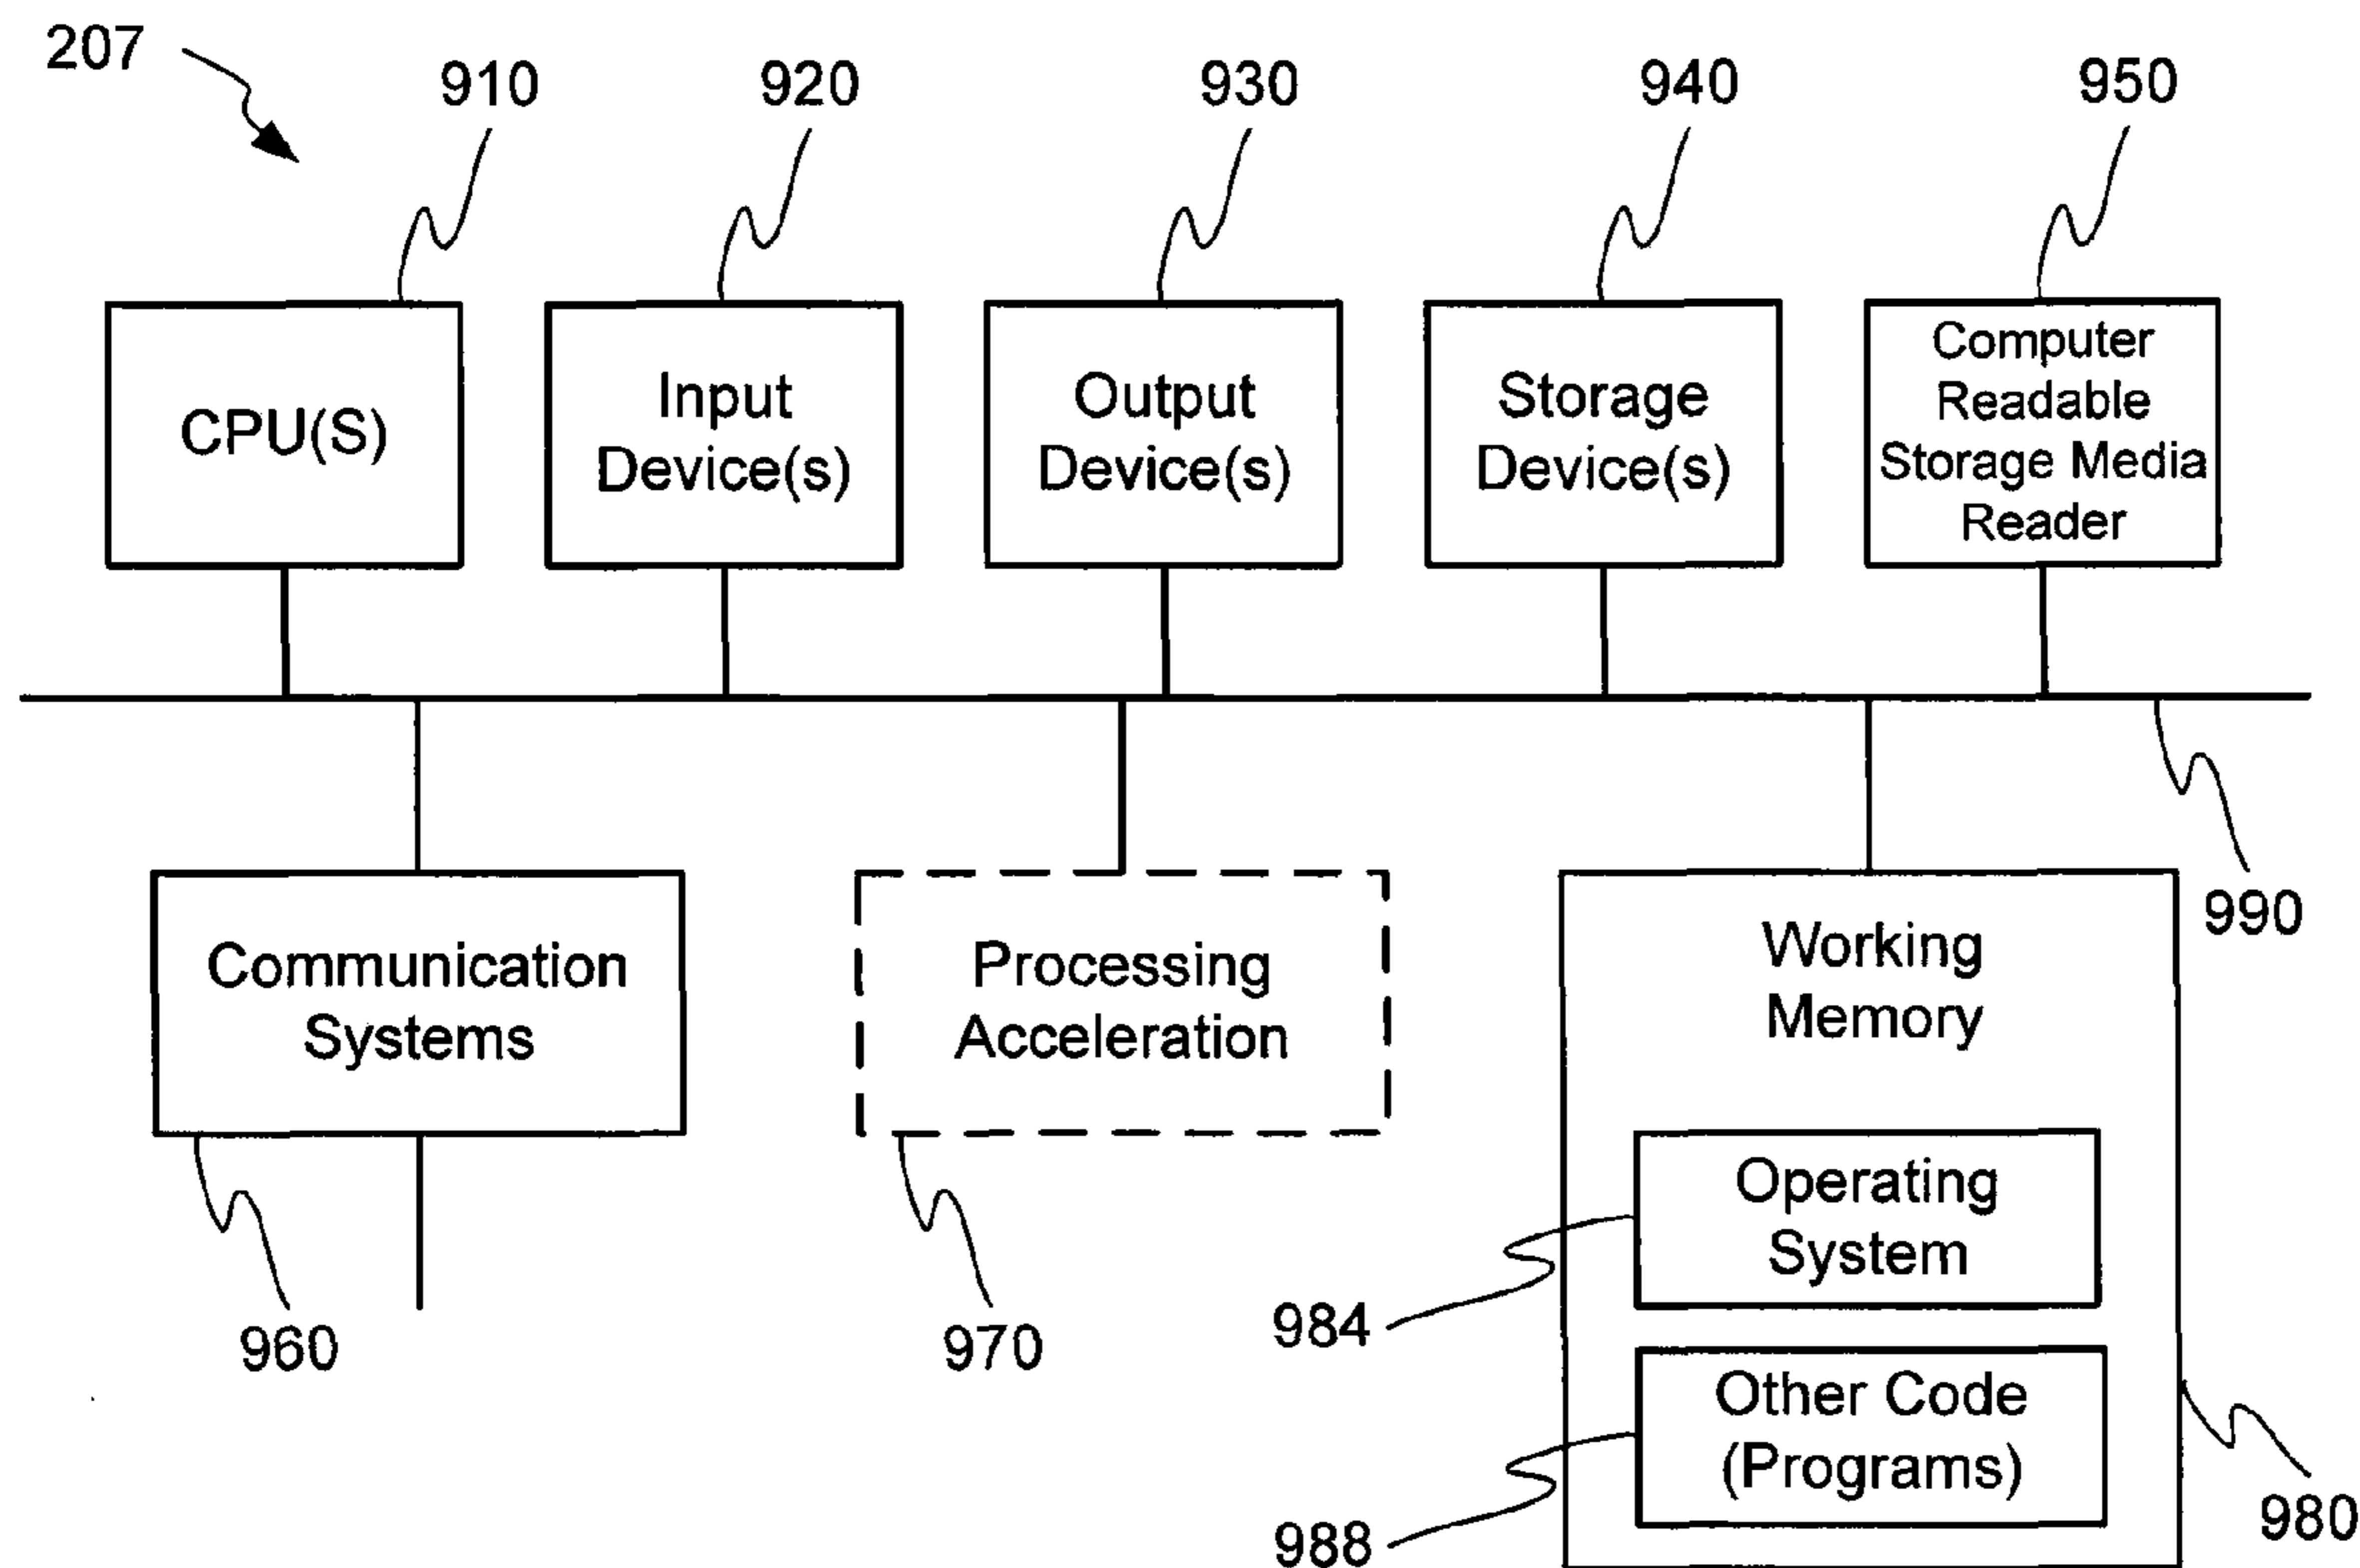 207
910
920
930
940
950
CPU(S)
Input
Device(s)
Output
Device(s)
Storage
Device(s)
Computer
Readable
Storage Media
Reader
990
Communication
Systems
Processing
Acceleration
Working
Memory
Operating
System
Other Code
(Programs)
960
970
984
988
980